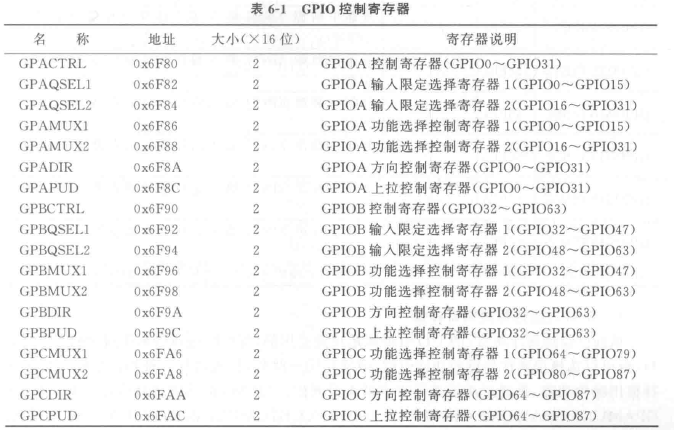 表 6-1 GPIO 控制寄存器
名 称 地址 大小(×16 位) 寄存器说明
GPACTRL 0x6F80 2 GPIOA 控制寄存器(GPIO0～GPIO31)
GPAQSEL1 0x6F82 2 GPIOA 输入限定选择寄存器 1(GPIO0～GPIO15)
GPAQSEL2 0x6F84 2 GPIOA 输入限定选择寄存器 2(GPIO16～GPIO31)
GPAMUX1 0x6F86 2 GPIOA 功能选择控制寄存器 1(GPIO0～GPIO15)
GPAMUX2 0x6F88 2 GPIOA 功能选择控制寄存器 2(GPIO16～GPIO31)
GPADIR 0x6F8A 2 GPIOA 方向控制寄存器(GPIO0～GPIO31)
GPAPUD 0x6F8C 2 GPIOA 上拉控制寄存器(GPIO0～GPIO31)
GPBCTRL 0x6F90 2 GPIOB 控制寄存器(GPIO32～GPIO63)
GPBQSEL1 0x6F92 2 GPIOB 输入限定选择寄存器 1(GPIO32～GPIO47)
GPBQSEL2 0x6F94 2 GPIOB 输入限定选择寄存器 2(GPIO48～GPIO63)
GPBMUX1 0x6F96 2 GPIOB 功能选择控制寄存器 1(GPIO32～GPIO47)
GPBMUX2 0x6F98 2 GPIOB 功能选择控制寄存器 2(GPIO48～GPIO63)
GPBDIR 0x6F9A 2 GPIOB 方向控制寄存器(GPIO32～GPIO63)
GPBPUD 0x6F9C 2 GPIOB 上拉控制寄存器(GPIO32～GPIO63)
GPCMUX1 0x6FA6 2 GPIOC 功能选择控制寄存器 1(GPIO64～GPIO79)
GPCMUX2 0x6FA8 2 GPIOC 功能选择控制寄存器 2(GPIO80～GPIO87)
GPCDIR 0x6FAA 2 GPIOC 方向控制寄存器(GPIO64～GPIO87)
GPCPUD 0x6FAC 2 GPIOC 上拉控制寄存器(GPIO64～GPIO87)